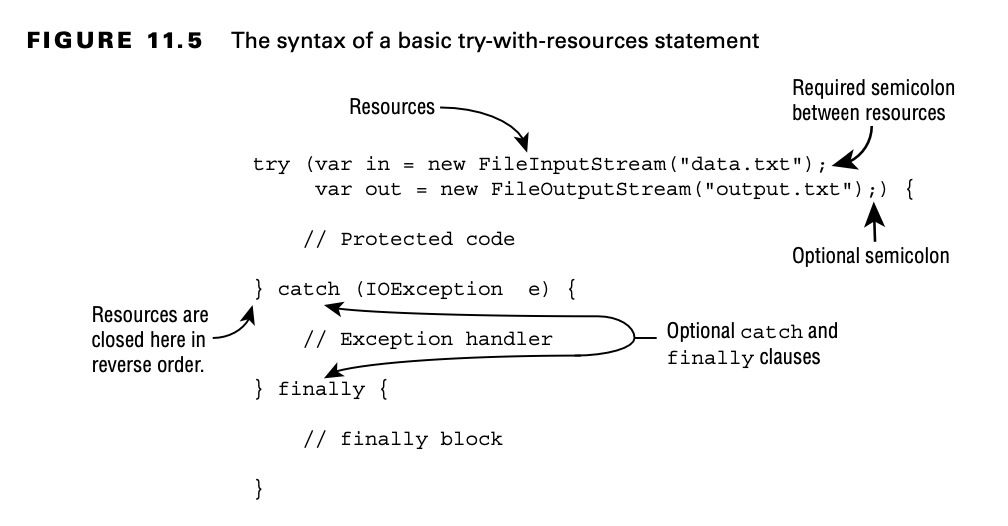 FIGURE 11.5 The syntax of a basic try-with-resources statement
Required semicolon
between resources
Resources
try (var in = new FileInputStream("data.txt");
var out = new FileOutputStream("output.txt");) {
// Protected code
Optional semicolon
} catch (IOException e) {
Resources are
closed here in
reverse order.
// Exception handler
Optional catch and
finally clauses
} finally {
// finally block
}